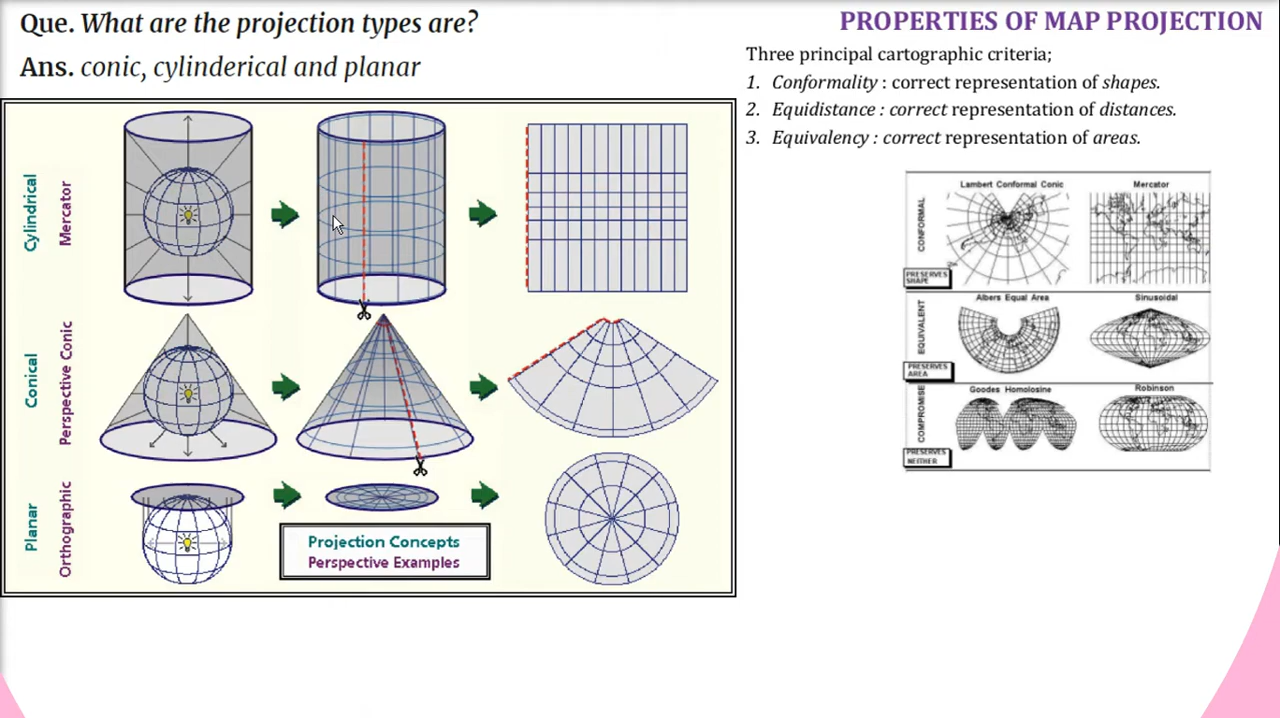 Que. What are the projection types are?
Ans. conic, cylinderical and planar
Cylindrical
Mercator
Conical
Perspective Conic
Planar
Orthographic
Projection Concepts
Perspective Examples
PROPERTIES OF MAP PROJECTION
Three principal cartographic criteria;
1. Conformality : correct representation of shapes.
2. Equidistance : correct representation of distances.
3. Equivalency : correct representation of areas.
Lambert Conformal Conic
Mercator
CONFORMAL
PRESERVES
SHAPE
Albers Equal Area
Sinusoidal
EQUIVALENT
PRESERVES
AREA
Goodes Homolosine
Robinson
COMPROMISE
PRESERVES
NEITHER